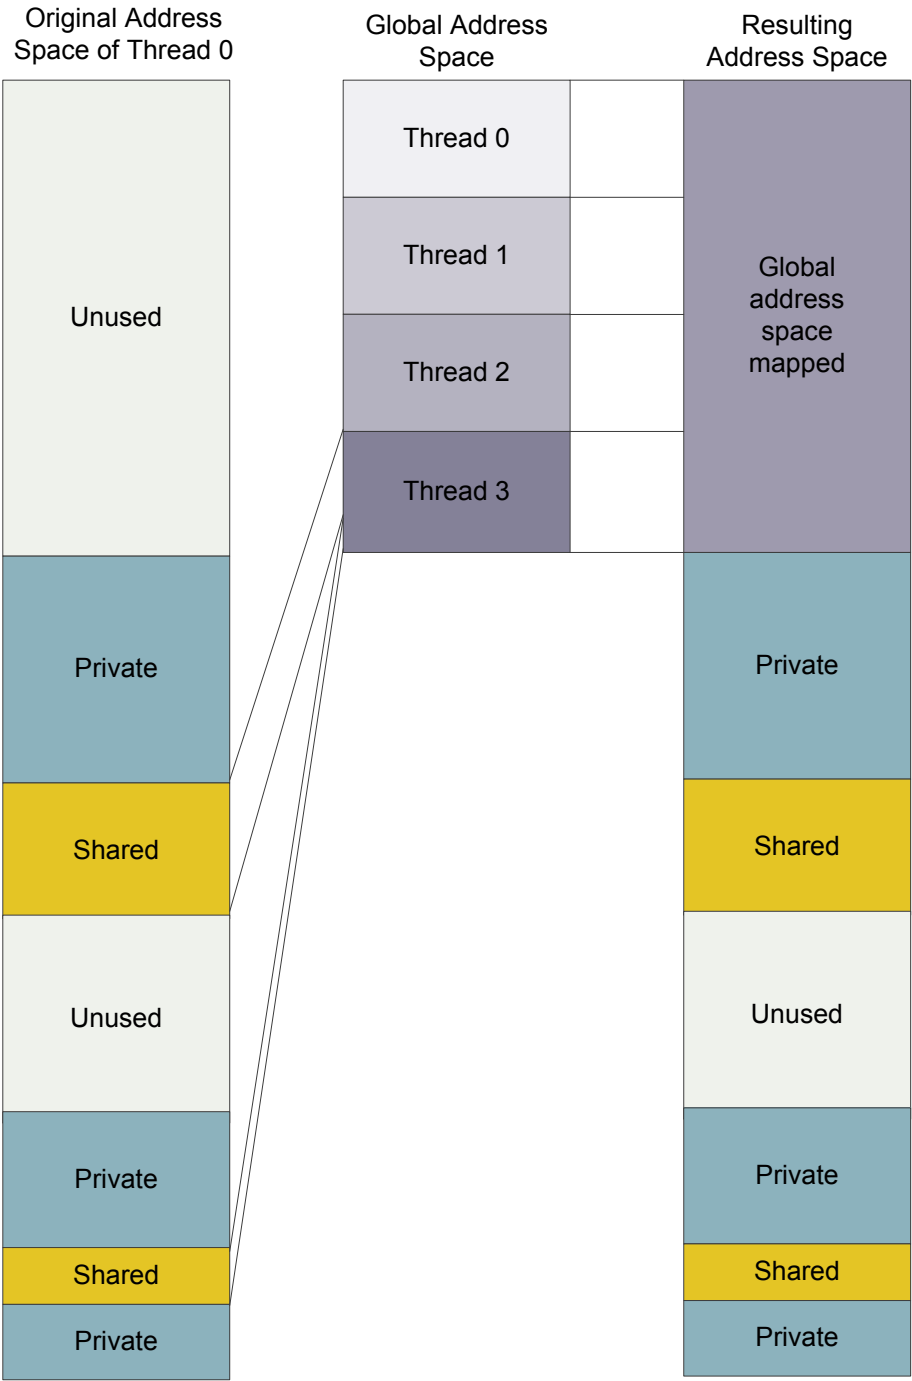 Original Address
Space of Thread 0
Unused
Private
Shared
Unused
Private
Shared
Private
Global Address
Space
Thread 0
Thread 1
Thread 2
Thread 3
Resulting
Address Space
Global
address
space
mapped
Private
Shared
Unused
Private
Shared
Private